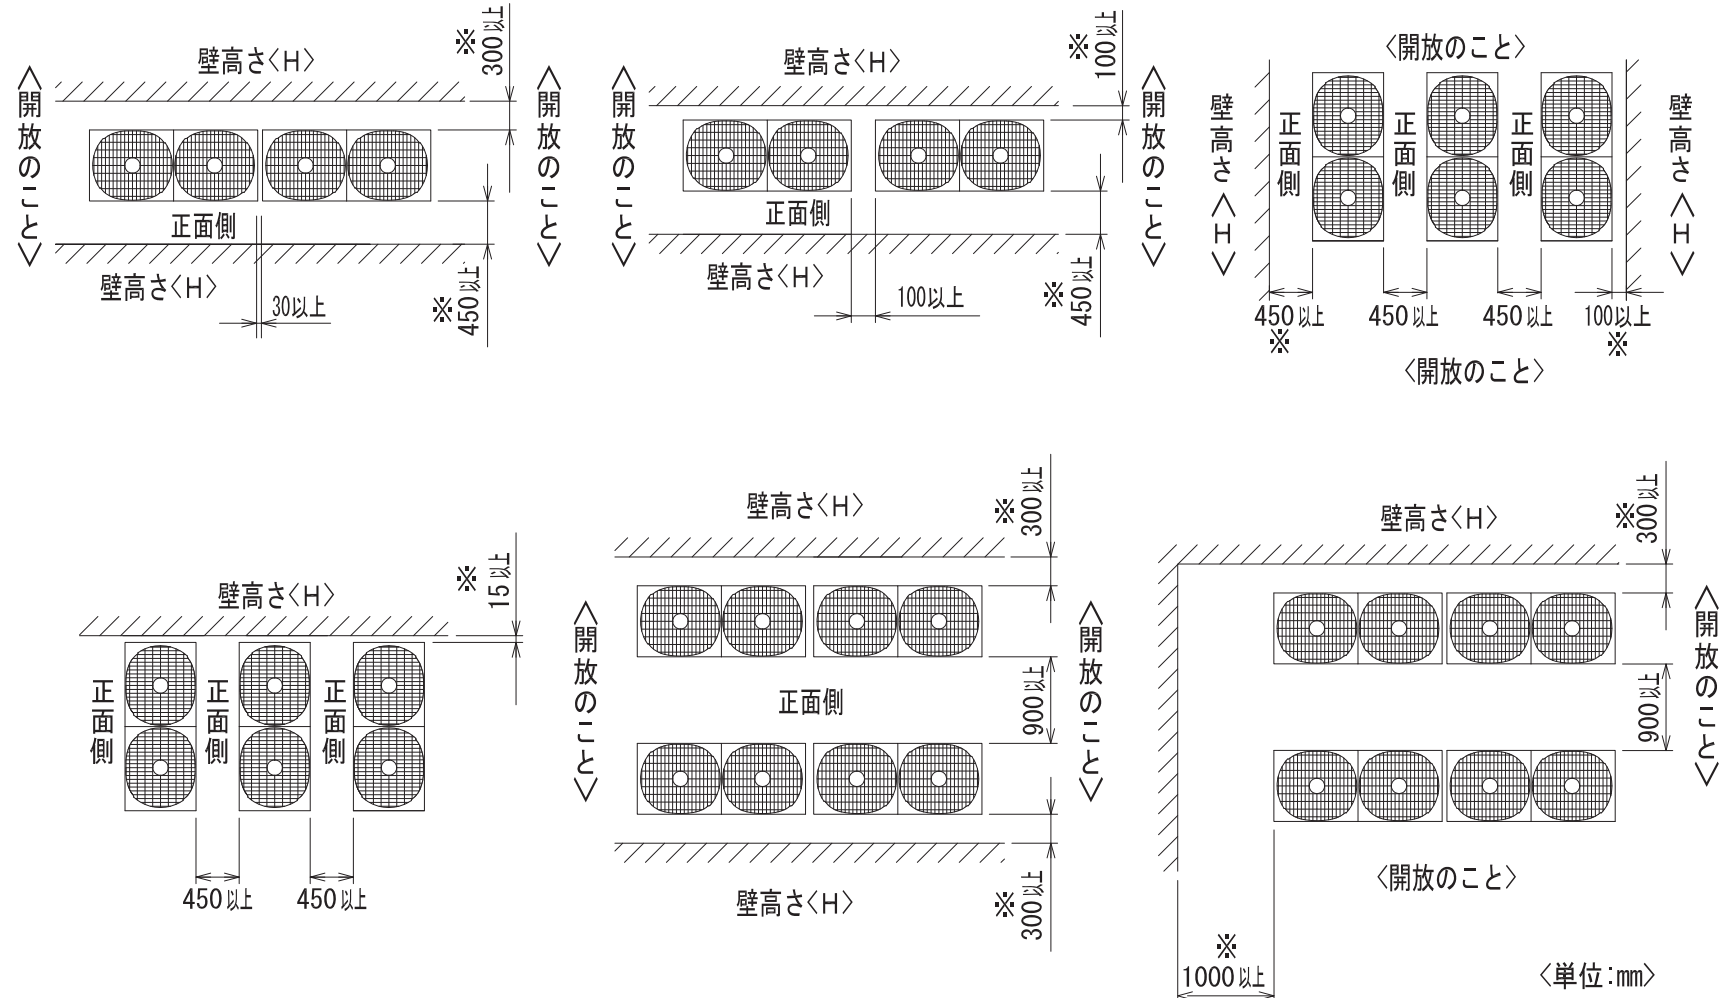 壁高さ〈H〉
※
300以上
〈開放のこと〉
〈開放のこと〉
正面側
壁高さ〈H〉
30以上
※
450以上
壁高さ〈H〉
※
100以上
〈開放のこと〉
〈開放のこと〉
正面側
壁高さ〈H〉
100以上
※
450以上
〈開放のこと〉
壁高さ〈H〉
正面側
正面側
正面側
壁高さ〈H〉
450以上
※
450以上
450以上
100以上
※
〈開放のこと〉
壁高さ〈H〉
※
15以上
正面側
正面側
正面側
450以上
450以上
壁高さ〈H〉
※
300以上
〈開放のこと〉
正面側
900以上
〈開放のこと〉
壁高さ〈H〉
※
300以上
壁高さ〈H〉
※
300以上
900以上
〈開放のこと〉
〈開放のこと〉
※
1000以上
〈単位:mm〉